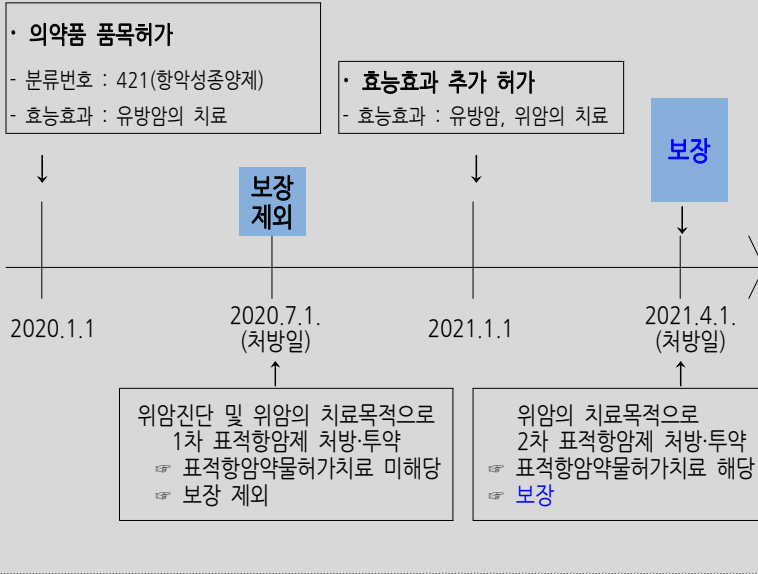 · 의약품 품목허가
- 분류번호 : 421(항악성종양제)
- 효능효과 : 유방암의 치료
· 효능효과 추가 허가
- 효능효과 : 유방암, 위암의 치료
보장
제외
보장
2020.1.1
2020.7.1.
(처방일)
2021.1.1
2021.4.1.
(처방일)
위암진단 및 위암의 치료목적으로
1차 표적항암제 처방·투약
☞ 표적항암약물허가치료 미해당
☞ 보장 제외
위암의 치료목적으로
2차 표적항암제 처방·투약
☞ 표적항암약물허가치료 해당
☞ 보장